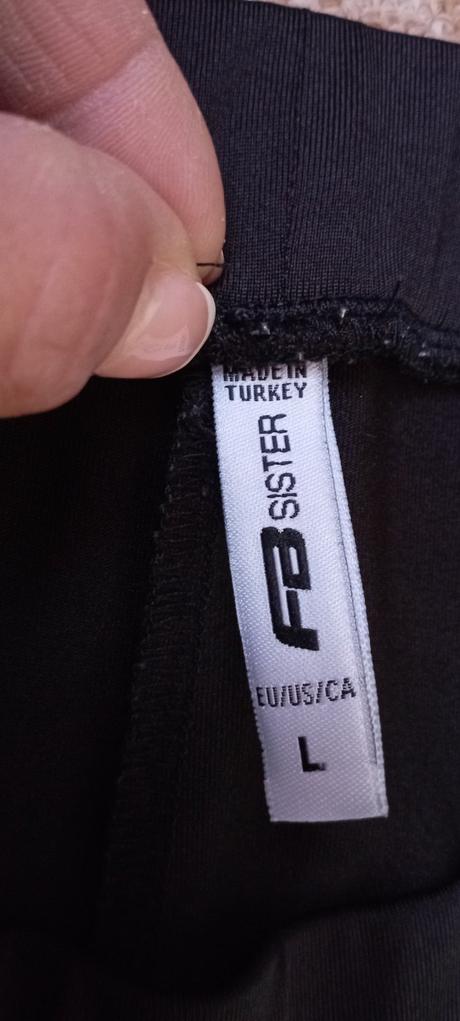 MADE IN
TURKEY
FB SISTER
EU/US/CA
L